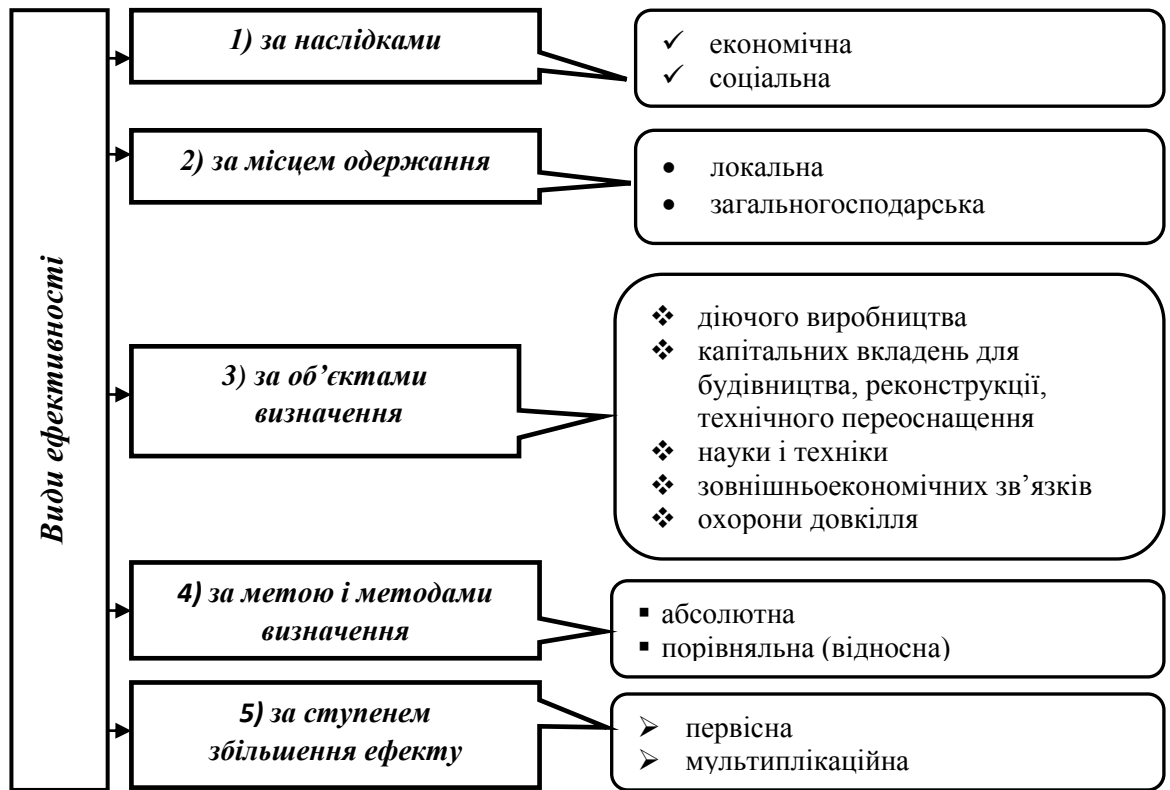 Види ефективності
1) за наслідками
✓ економічна
✓ соціальна
2) за місцем одержання
• локальна
• загальногосподарська
3) за об’єктами
визначення
❖ діючого виробництва
❖ капітальних вкладень для
будівництва, реконструкції,
технічного переоснащення
❖ науки і техніки
❖ зовнішньоекономічних зв’язків
❖ охорони довкілля
4) за метою і методами
визначення
▪ абсолютна
▪ порівняльна (відносна)
5) за ступенем
збільшення ефекту
➢ первісна
➢ мультиплікаційна